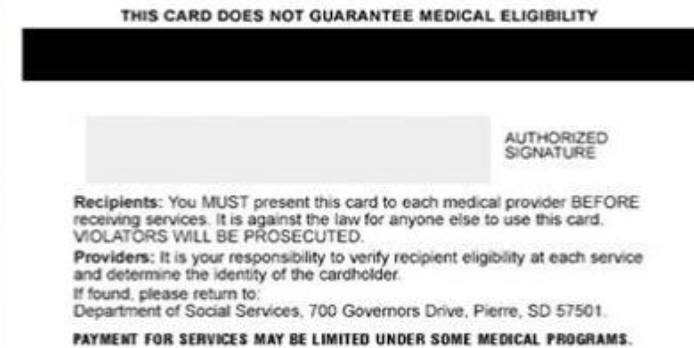 THIS CARD DOES NOT GUARANTEE MEDICAL ELIGIBILITY
AUTHORIZED
SIGNATURE
Recipients: You MUST present this card to each medical provider BEFORE
receiving services. It is against the law for anyone else to use this card.
VIOLATORS WILL BE PROSECUTED.
Providers: It is your responsibility to verify recipient eligibility at each service
and determine the identity of the cardholder.
If found, please return to:
Department of Social Services, 700 Governors Drive, Pierre, SD 57501.
PAYMENT FOR SERVICES MAY BE LIMITED UNDER SOME MEDICAL PROGRAMS.